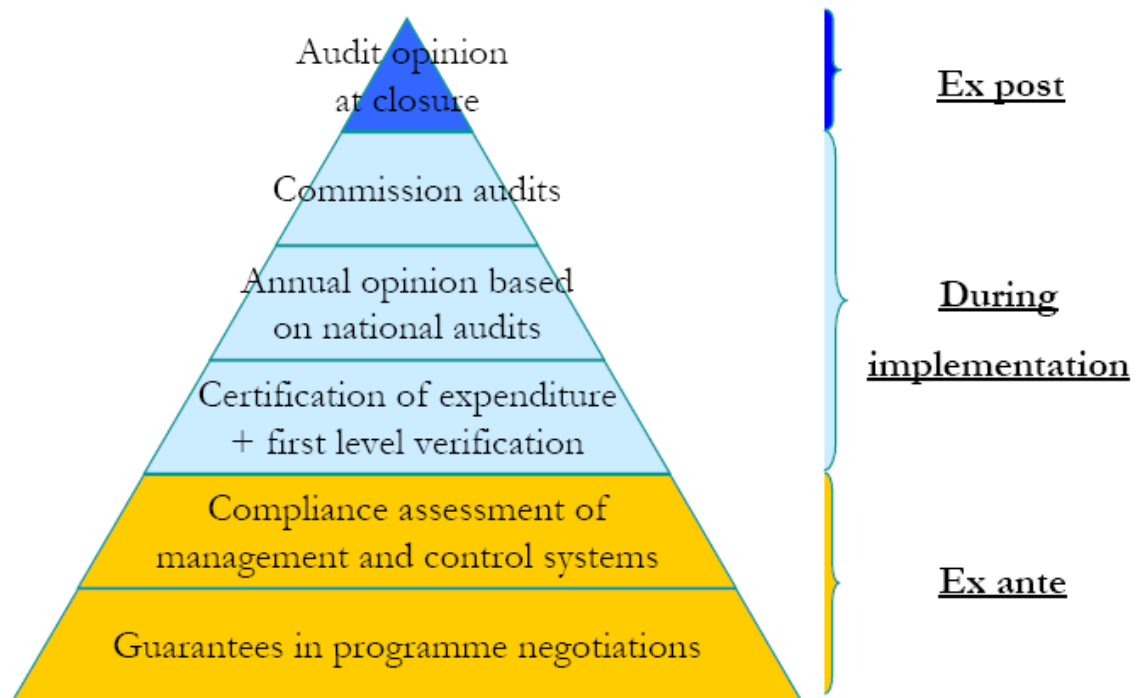 Audit opinion
at closure
Commission audits
Annual opinion based
on national audits
Certification of expenditure
+ first level verification
Compliance assessment of
management and control systems
Guarantees in programme negotiations
Ex post
During
implementation
Ex ante